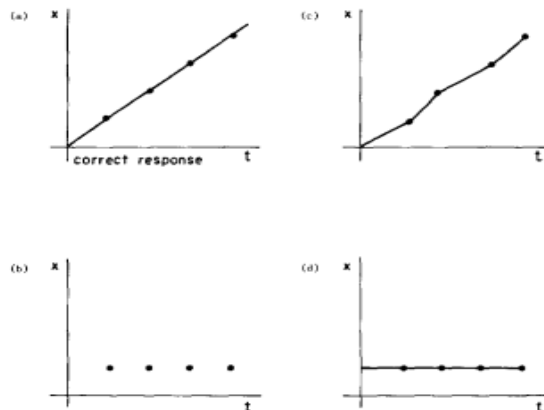 (a) x
(c) x
t
correct response
t
(b) x
(d) x
t
t